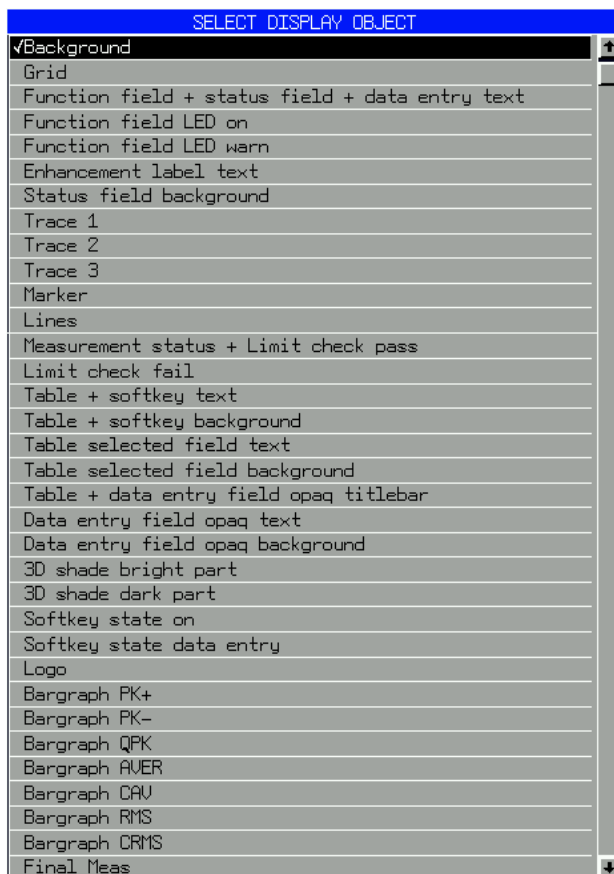 SELECT DISPLAY OBJECT
√Background
Grid
Function field + status field + data entry text
Function field LED on
Function field LED warn
Enhancement label text
Status field background
Trace 1
Trace 2
Trace 3
Marker
Lines
Measurement status + Limit check pass
Limit check fail
Table + softkey text
Table + softkey background
Table selected field text
Table selected field background
Table + data entry field opaq titlebar
Data entry field opaq text
Data entry field opaq background
3D shade bright part
3D shade dark part
Softkey state on
Softkey state data entry
Logo
Bargraph PK+
Bargraph PK-
Bargraph QPK
Bargraph AVER
Bargraph CAV
Bargraph RMS
Bargraph CRMS
Final Meas